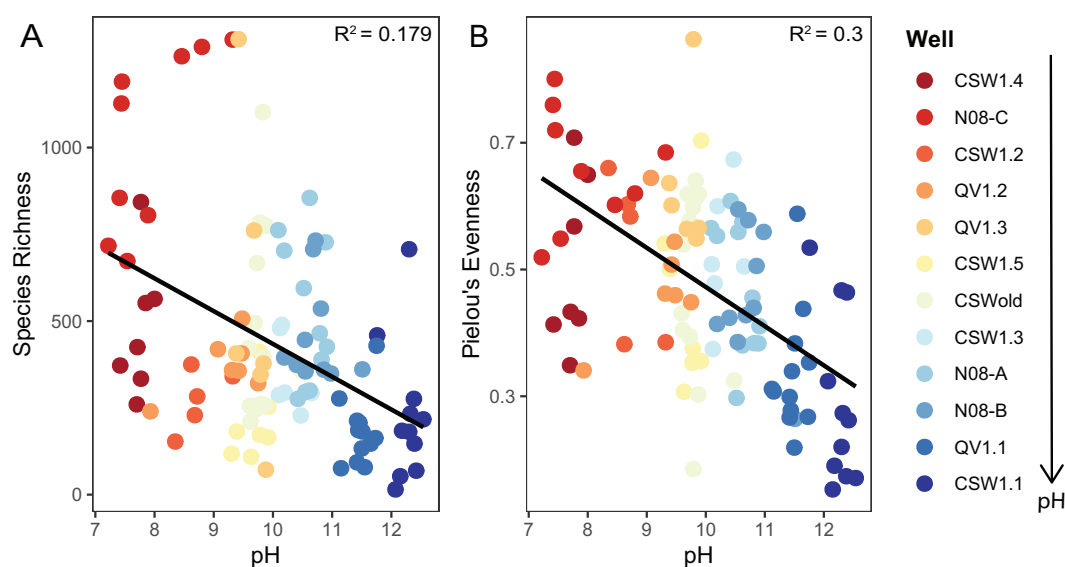 A
R² = 0.179
Species Richness
1000
500
0
7 8 9 10 11 12
pH
B
R² = 0.3
Pielou's Evenness
0.7
0.5
0.3
7 8 9 10 11 12
pH
Well
CSW1.4
N08-C
CSW1.2
QV1.2
QV1.3
CSW1.5
CSWold
CSW1.3
N08-A
N08-B
QV1.1
CSW1.1
pH